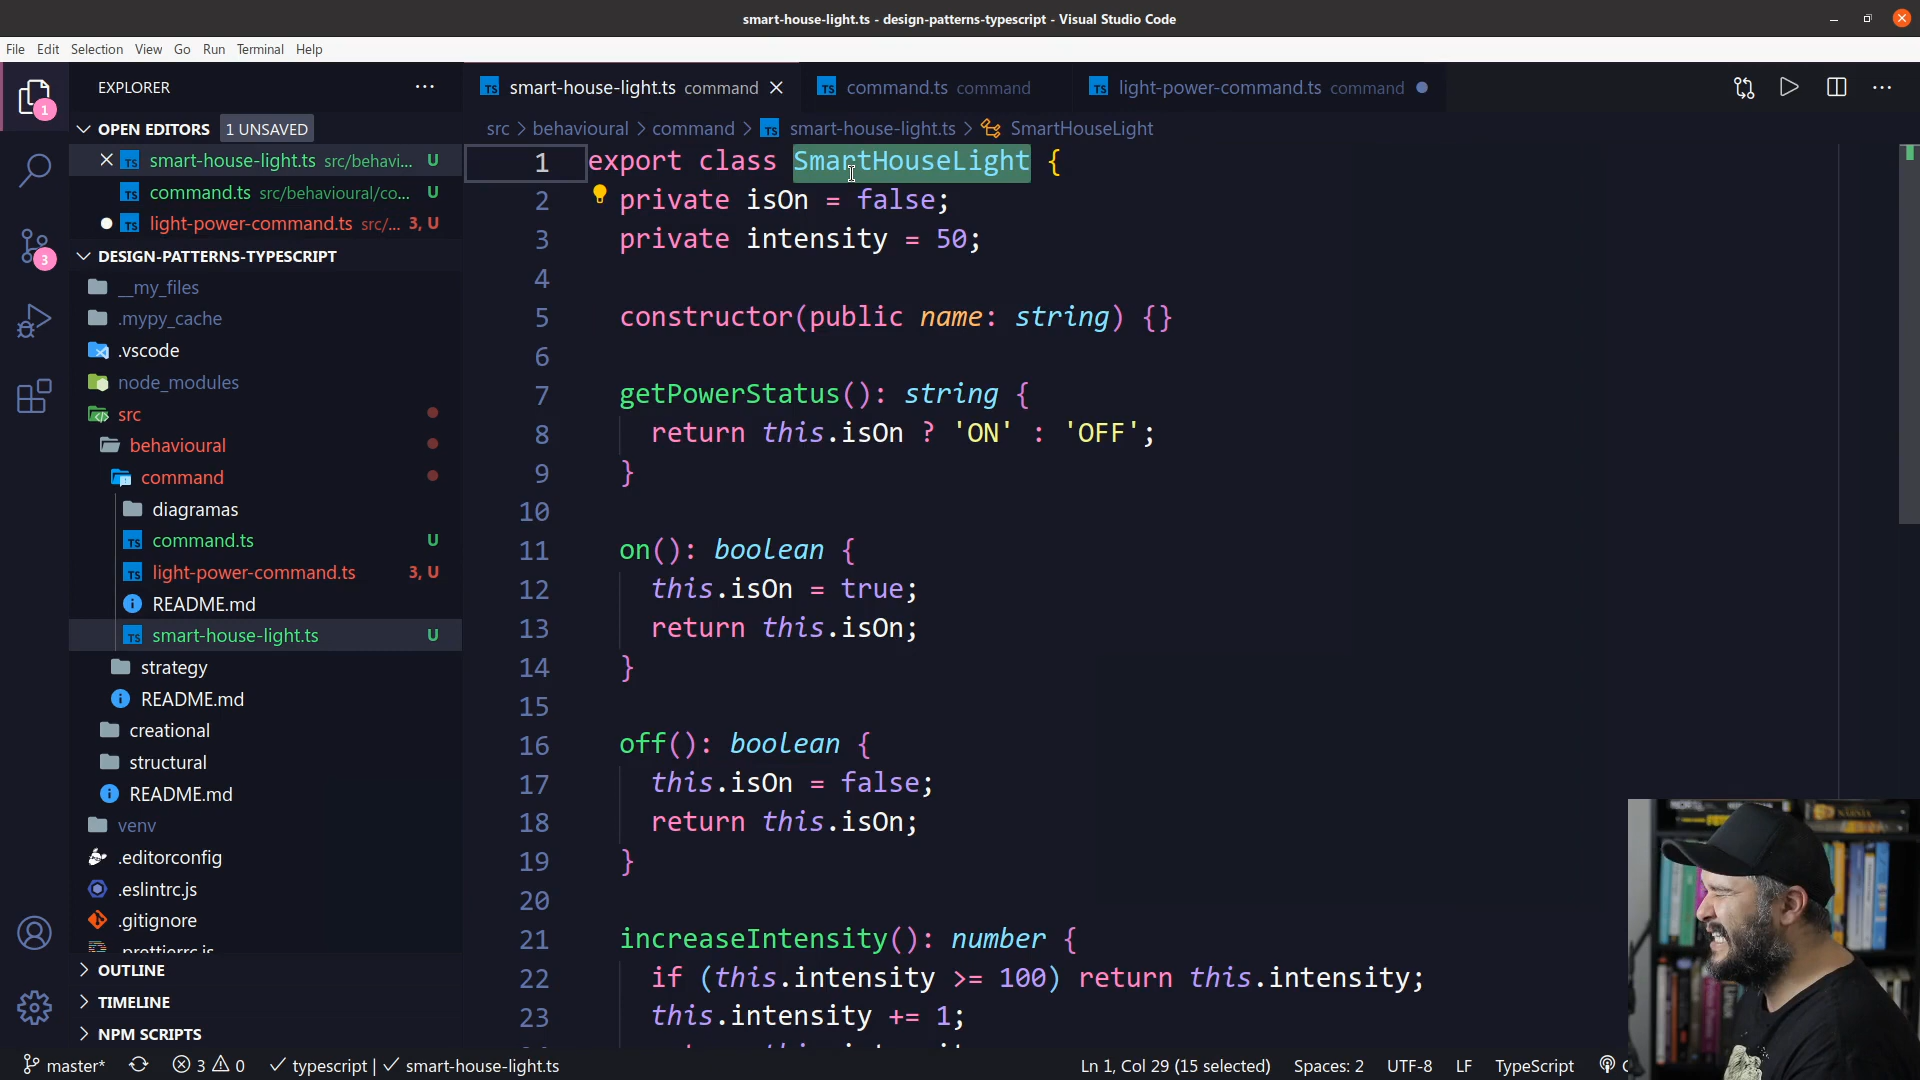 smart-house-light.ts - design-patterns-typescript - Visual Studio Code
File Edit Selection View Go Run Terminal Help
EXPLORER
OPEN EDITORS 1 UNSAVED
smart-house-light.ts src/behavi... U
command.ts src/behavioural/co... U
light-power-command.ts src/... 3, U
DESIGN-PATTERNS-TYPESCRIPT
__my_files
.mypy_cache
.vscode
node_modules
src
behavioural
command
diagramas
command.ts U
light-power-command.ts 3, U
README.md
smart-house-light.ts U
strategy
README.md
creational
structural
README.md
venv
.editorconfig
.eslintrc.js
.gitignore
.prettierrc.js
OUTLINE
TIMELINE
NPM SCRIPTS
1
3
smart-house-light.ts command
command.ts command
light-power-command.ts command
src > behavioural > command > smart-house-light.ts > SmartHouseLight
1 export class SmartHouseLight {
2 private isOn = false;
3 private intensity = 50;
4
5 constructor(public name: string) {}
6
7 getPowerStatus(): string {
8 return this.isOn ? 'ON' : 'OFF';
9 }
10
11 on(): boolean {
12 this.isOn = true;
13 return this.isOn;
14 }
15
16 off(): boolean {
17 this.isOn = false;
18 return this.isOn;
19 }
20
21 increaseIntensity(): number {
22 if (this.intensity >= 100) return this.intensity;
23 this.intensity += 1;
master* 3 0 typescript | smart-house-light.ts
Ln 1, Col 29 (15 selected) Spaces: 2 UTF-8 LF TypeScript